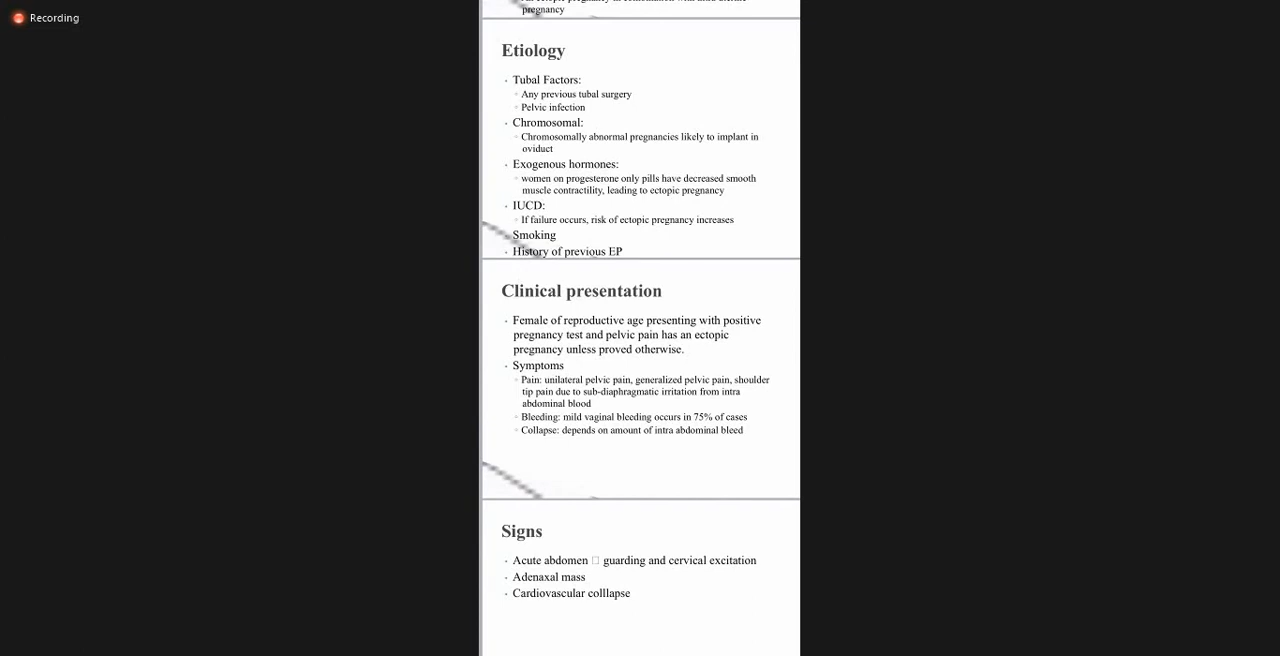 Recording
pregnancy
Etiology
Tubal Factors:
Any previous tubal surgery
Pelvic infection
Chromosomal:
Chromosomally abnormal pregnancies likely to implant in
oviduct
Exogenous hormones:
women on progesterone only pills have decreased smooth
muscle contractility, leading to ectopic pregnancy
IUCD:
If failure occurs, risk of ectopic pregnancy increases
Smoking
History of previous EP
Clinical presentation
Female of reproductive age presenting with positive
pregnancy test and pelvic pain has an ectopic
pregnancy unless proved otherwise.
Symptoms
Pain: unilateral pelvic pain, generalized pelvic pain, shoulder
tip pain due to sub-diaphragmatic irritation from intra
abdominal blood
Bleeding: mild vaginal bleeding occurs in 75% of cases
Collapse: depends on amount of intra abdominal bleed
Signs
Acute abdomen □ guarding and cervical excitation
Adenaxal mass
Cardiovascular colllapse